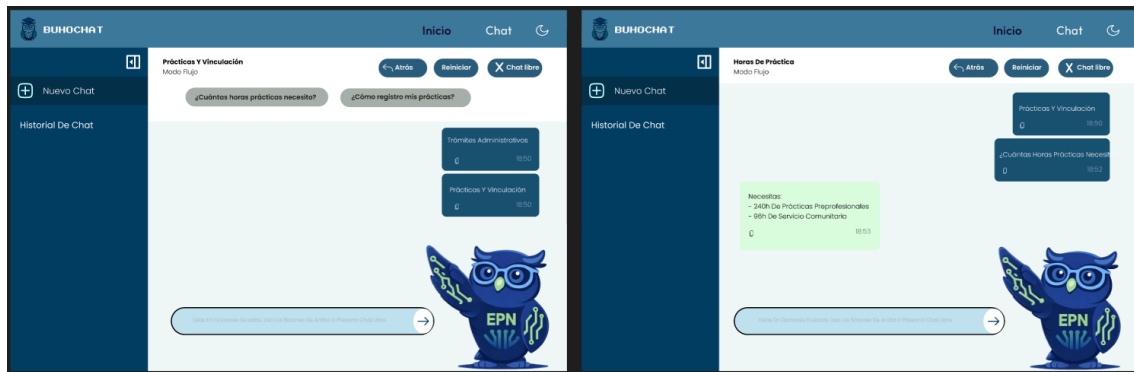 BUHOCHAT
Inicio
Chat
Prácticas Y Vinculación
Modo Flujo
Atrás
Reiniciar
X Chat libre
Nuevo Chat
Historial De Chat
¿Cuántas horas prácticas necesito?
¿Cómo registro mis prácticas?
Trámites Administrativos
18:50
Prácticas Y Vinculación
18:50
EPN
BUHOCHAT
Inicio
Chat
Horas De Práctica
Modo Flujo
Atrás
Reiniciar
X Chat libre
Nuevo Chat
Historial De Chat
Prácticas Y Vinculación
18:50
¿Cuántas Horas Prácticas Necesit
18:52
Necesitas:
- 240h De Prácticas Preprofesionales
- 96h De Servicio Comunitario
18:53
EPN